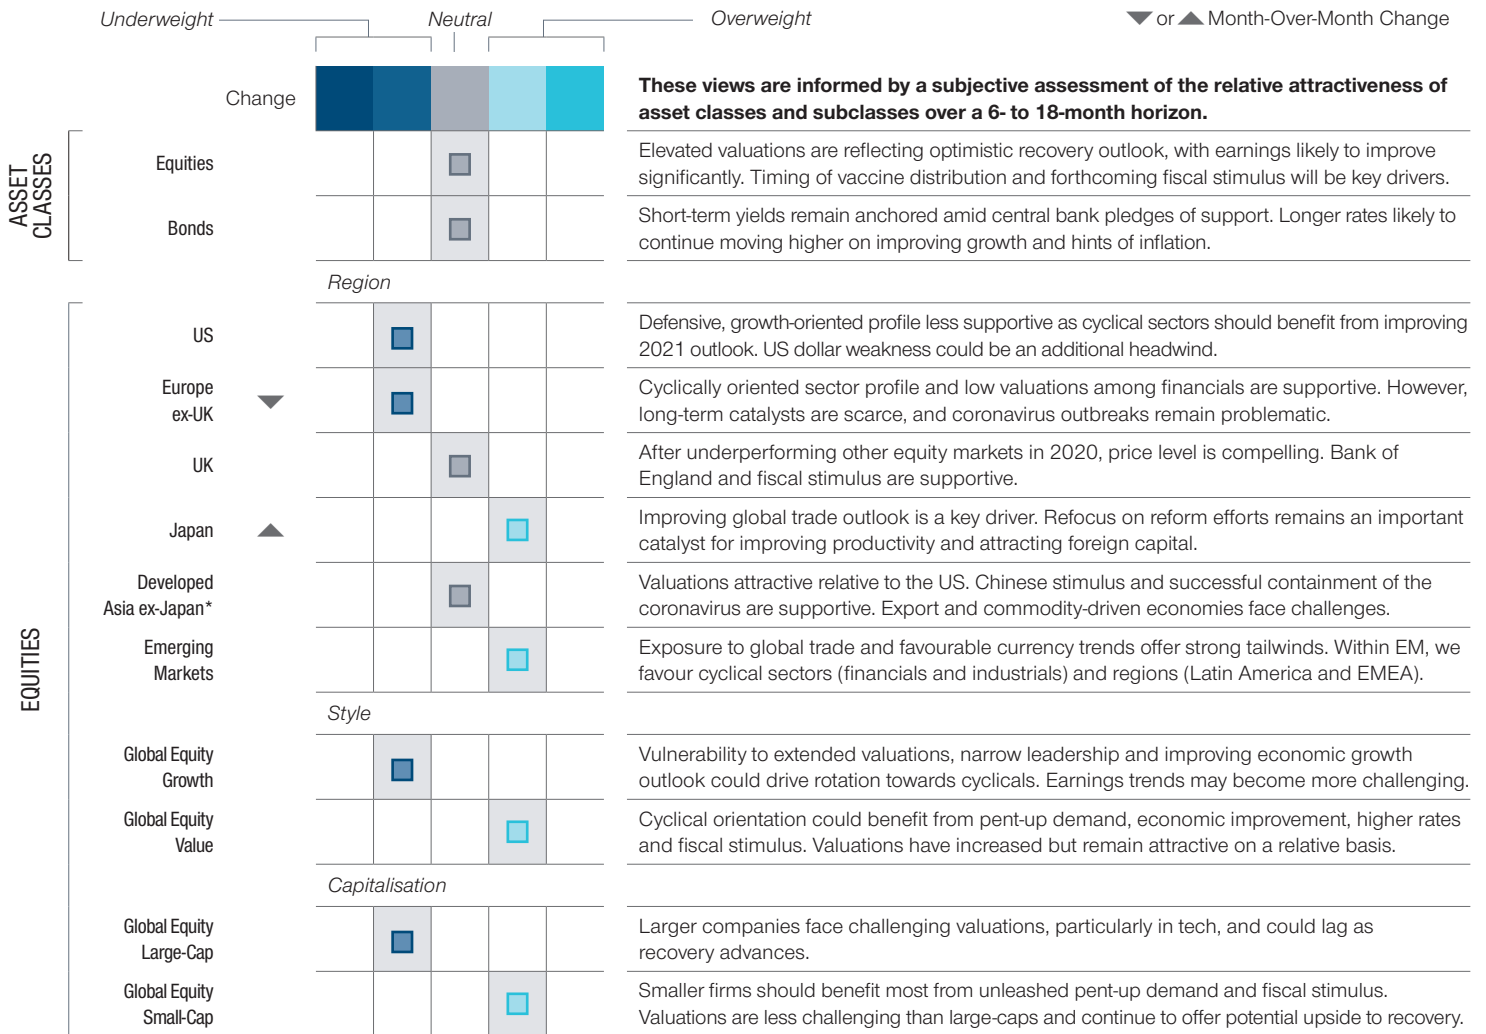 Underweight
Neutral
Overweight
▼ or ▲ Month-Over-Month Change
Change
These views are informed by a subjective assessment of the relative attractiveness of
asset classes and subclasses over a 6- to 18-month horizon.
ASSET
CLASSES
Equities
Elevated valuations are reflecting optimistic recovery outlook, with earnings likely to improve
significantly. Timing of vaccine distribution and forthcoming fiscal stimulus will be key drivers.
Bonds
Short-term yields remain anchored amid central bank pledges of support. Longer rates likely to
continue moving higher on improving growth and hints of inflation.
EQUITIES
Region
US
Defensive, growth-oriented profile less supportive as cyclical sectors should benefit from improving
2021 outlook. US dollar weakness could be an additional headwind.
Europe
ex-UK
Cyclically oriented sector profile and low valuations among financials are supportive. However,
long-term catalysts are scarce, and coronavirus outbreaks remain problematic.
UK
After underperforming other equity markets in 2020, price level is compelling. Bank of
England and fiscal stimulus are supportive.
Japan
Improving global trade outlook is a key driver. Refocus on reform efforts remains an important
catalyst for improving productivity and attracting foreign capital.
Developed
Asia ex-Japan*
Valuations attractive relative to the US. Chinese stimulus and successful containment of the
coronavirus are supportive. Export and commodity-driven economies face challenges.
Emerging
Markets
Exposure to global trade and favourable currency trends offer strong tailwinds. Within EM, we
favour cyclical sectors (financials and industrials) and regions (Latin America and EMEA).
Style
Global Equity
Growth
Vulnerability to extended valuations, narrow leadership and improving economic growth
outlook could drive rotation towards cyclicals. Earnings trends may become more challenging.
Global Equity
Value
Cyclical orientation could benefit from pent-up demand, economic improvement, higher rates
and fiscal stimulus. Valuations have increased but remain attractive on a relative basis.
Capitalisation
Global Equity
Large-Cap
Larger companies face challenging valuations, particularly in tech, and could lag as
recovery advances.
Global Equity
Small-Cap
Smaller firms should benefit most from unleashed pent-up demand and fiscal stimulus.
Valuations are less challenging than large-caps and continue to offer potential upside to recovery.